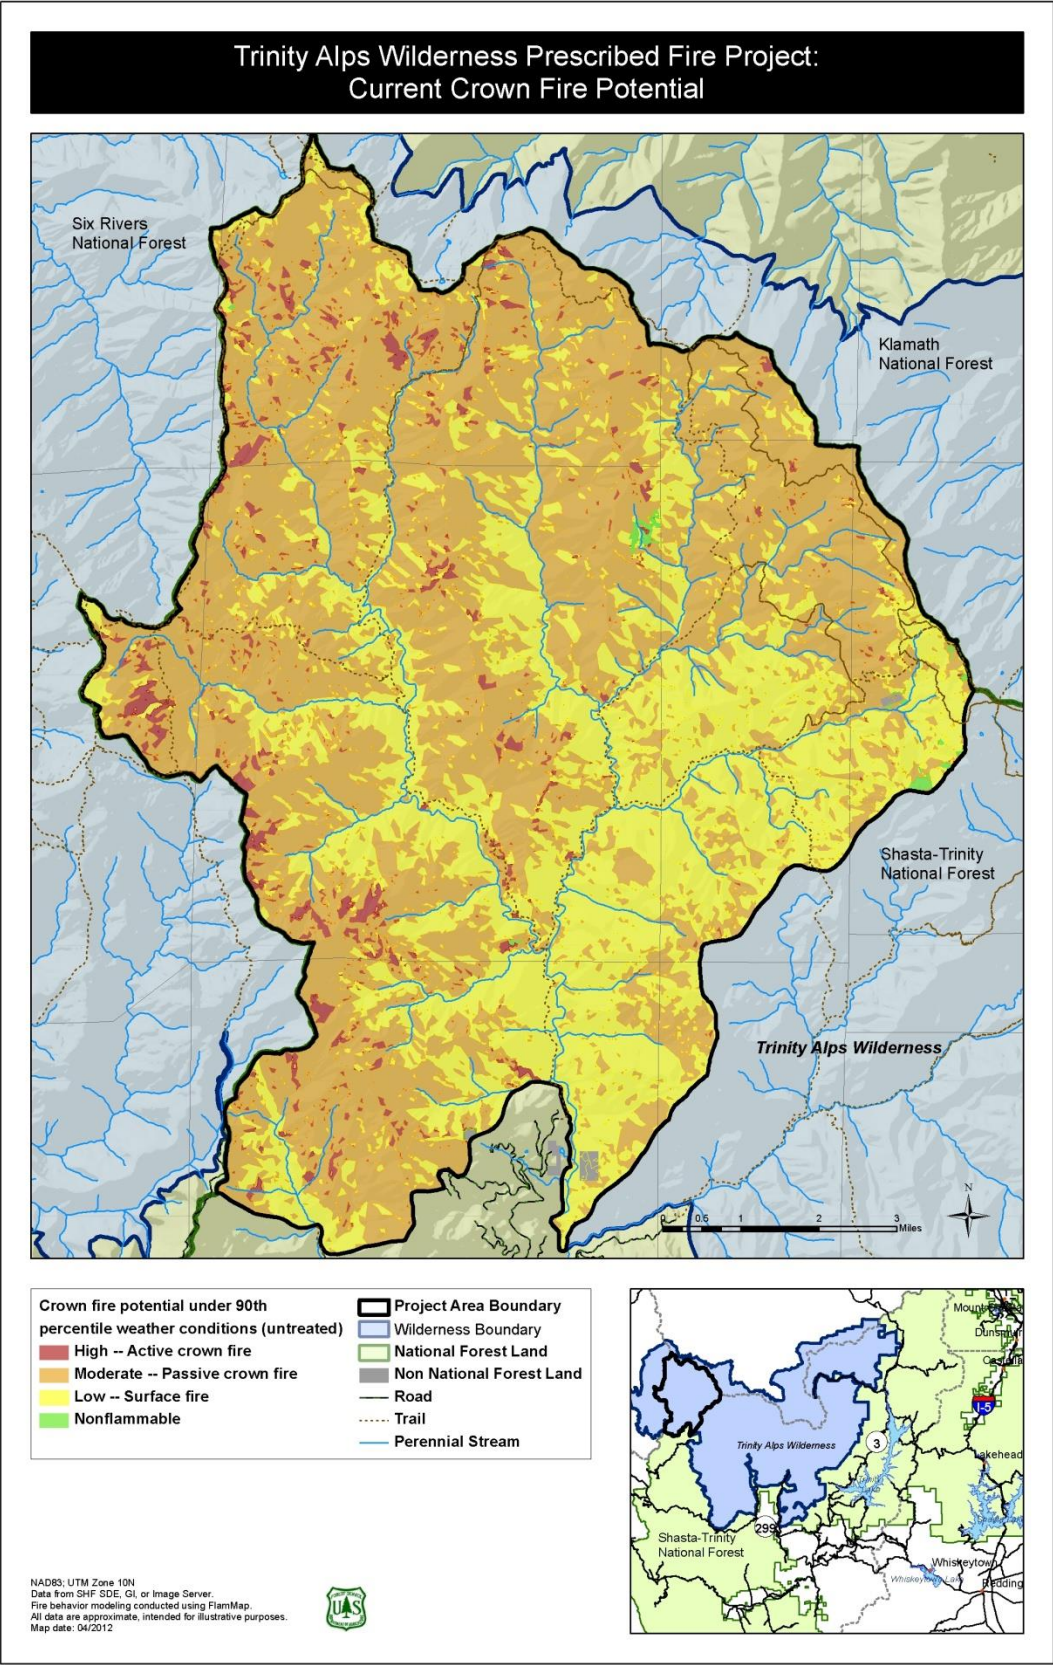 Trinity Alps Wilderness Prescribed Fire Project:
Current Crown Fire Potential
Six Rivers
National Forest
Klamath
National Forest
Shasta-Trinity
National Forest
Trinity Alps Wilderness
N
0 0.5 1 2 3
Miles
Crown fire potential under 90th
percentile weather conditions (untreated)
High -- Active crown fire
Moderate -- Passive crown fire
Low -- Surface fire
Nonflammable
Project Area Boundary
Wilderness Boundary
National Forest Land
Non National Forest Land
Road
Trail
Perennial Stream
Dunsmuir
Castella
I-5
Trinity Alps Wilderness
3
Lakehead
Trinity
Lake
299
Shasta-Trinity
National Forest
Whiskeytown
Whiskeytown Lake
Redding
NAD83; UTM Zone 10N
Data from SHF SDE, GI, or Image Server.
Fire behavior modeling conducted using FlamMap.
All data are approximate, intended for illustrative purposes.
Map date: 04/2012
U S